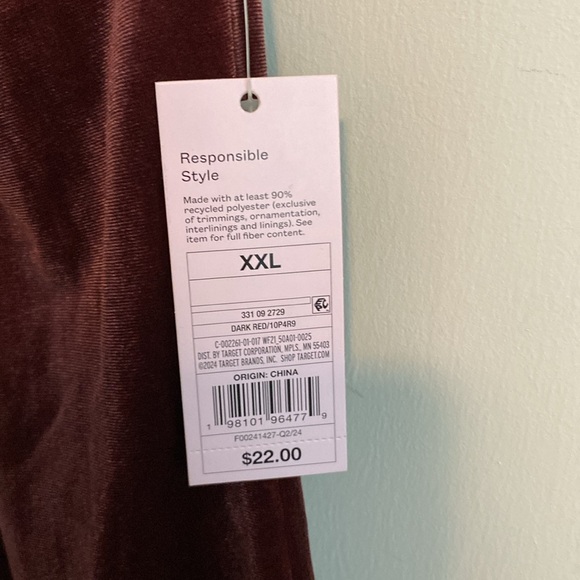 Responsible
Style
Made with at least 90%
recycled polyester (exclusive
of trimmings, ornamentation,
interlinings and linings). See
item for full fiber content.
XXL
331 09 2729
DARK RED/10P4R9
C-002261-01-017 WFZ1_S0A01-0025
DIST. BY TARGET CORPORATION, MPLS., MN 55403
©2024 TARGET BRANDS, INC. SHOP TARGET.COM
ORIGIN: CHINA
1 98101 96477 9
F00241427-Q2/24
$22.00